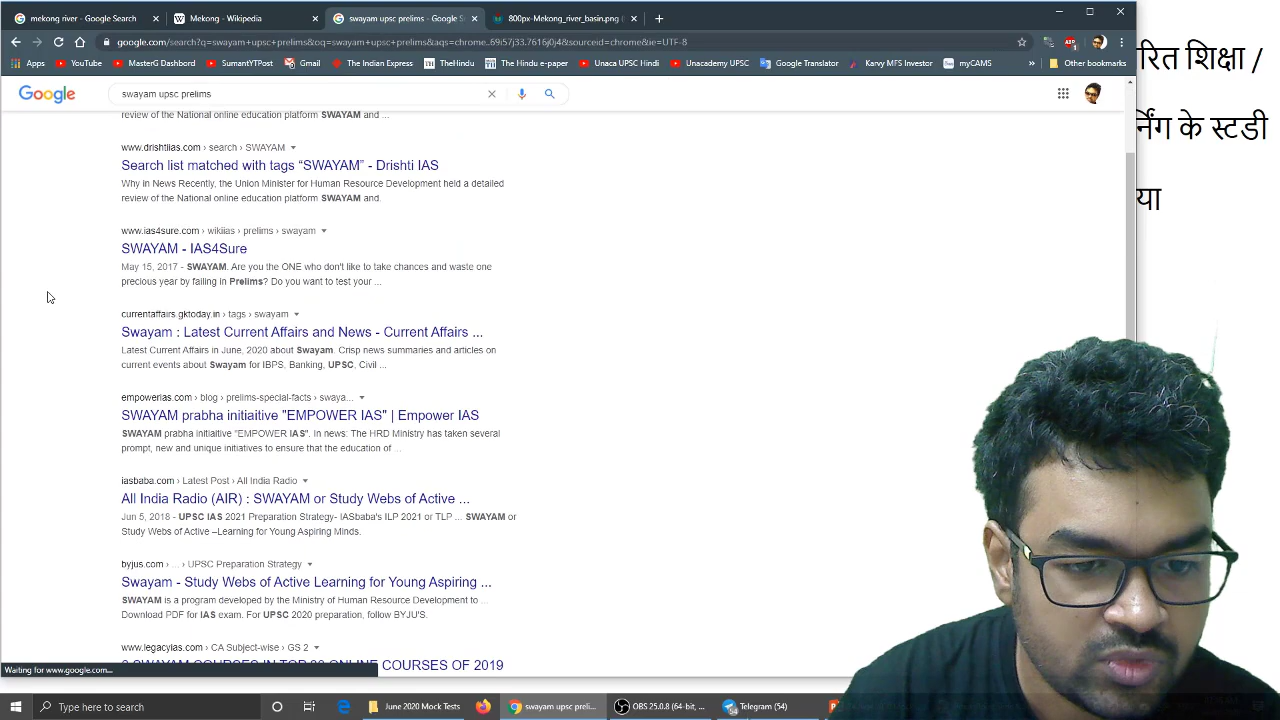 mekong river - Google Search
Mekong - Wikipedia
swayam upsc prelims - Google S
800px-Mekong_river_basin.png (
google.com/search?q=swayam+upsc+prelims&oq=swayam+upsc+prelims&aqs=chrome..69i57j33.7616j0j4&sourceid=chrome&ie=UTF-8
Apps YouTube MasterG Dashbord SumantYTPost Gmail The Indian Express TheHindu The Hindu e-paper Unaca UPSC Hindi Unacademy UPSC Google Translator Karvy MFS Investor myCAMS » Other bookmarks
रित शिक्षा /
र्निंग के स्टडी
या
Google
swayam upsc prelims
review of the National online education platform SWAYAM and ...
www.drishtiias.com › search › SWAYAM
Search list matched with tags “SWAYAM” - Drishti IAS
Why in News Recently, the Union Minister for Human Resource Development held a detailed
review of the National online education platform SWAYAM and.
www.ias4sure.com › wikiias › prelims › swayam
SWAYAM - IAS4Sure
May 15, 2017 - SWAYAM. Are you the ONE who don't like to take chances and waste one
precious year by failing in Prelims? Do you want to test your ...
currentaffairs.gktoday.in › tags › swayam
Swayam : Latest Current Affairs and News - Current Affairs ...
Latest Current Affairs in June, 2020 about Swayam. Crisp news summaries and articles on
current events about Swayam for IBPS, Banking, UPSC, Civil ...
empowerias.com › blog › prelims-special-facts › swaya...
SWAYAM prabha initiaitive "EMPOWER IAS" | Empower IAS
SWAYAM prabha initiaitive "EMPOWER IAS". In news: The HRD Ministry has taken several
prompt, new and unique initiatives to ensure that the education of ...
iasbaba.com › Latest Post › All India Radio
All India Radio (AIR) : SWAYAM or Study Webs of Active ...
Jun 5, 2018 - UPSC IAS 2021 Preparation Strategy- IASbaba's ILP 2021 or TLP ... SWAYAM or
Study Webs of Active –Learning for Young Aspiring Minds.
byjus.com › ... › UPSC Preparation Strategy
Swayam - Study Webs of Active Learning for Young Aspiring ...
SWAYAM is a program developed by the Ministry of Human Resource Development to ...
Download PDF for IAS exam. For UPSC 2020 preparation, follow BYJU'S.
www.legacyias.com › CA Subject-wise › GS 2
SWAYAM COURSES IN TOP 30 ONLINE COURSES OF 2019
Waiting for www.google.com...
Type here to search
June 2020 Mock Tests
swayam upsc preli...
OBS 25.0.8 (64-bit, ...
Telegram (54)